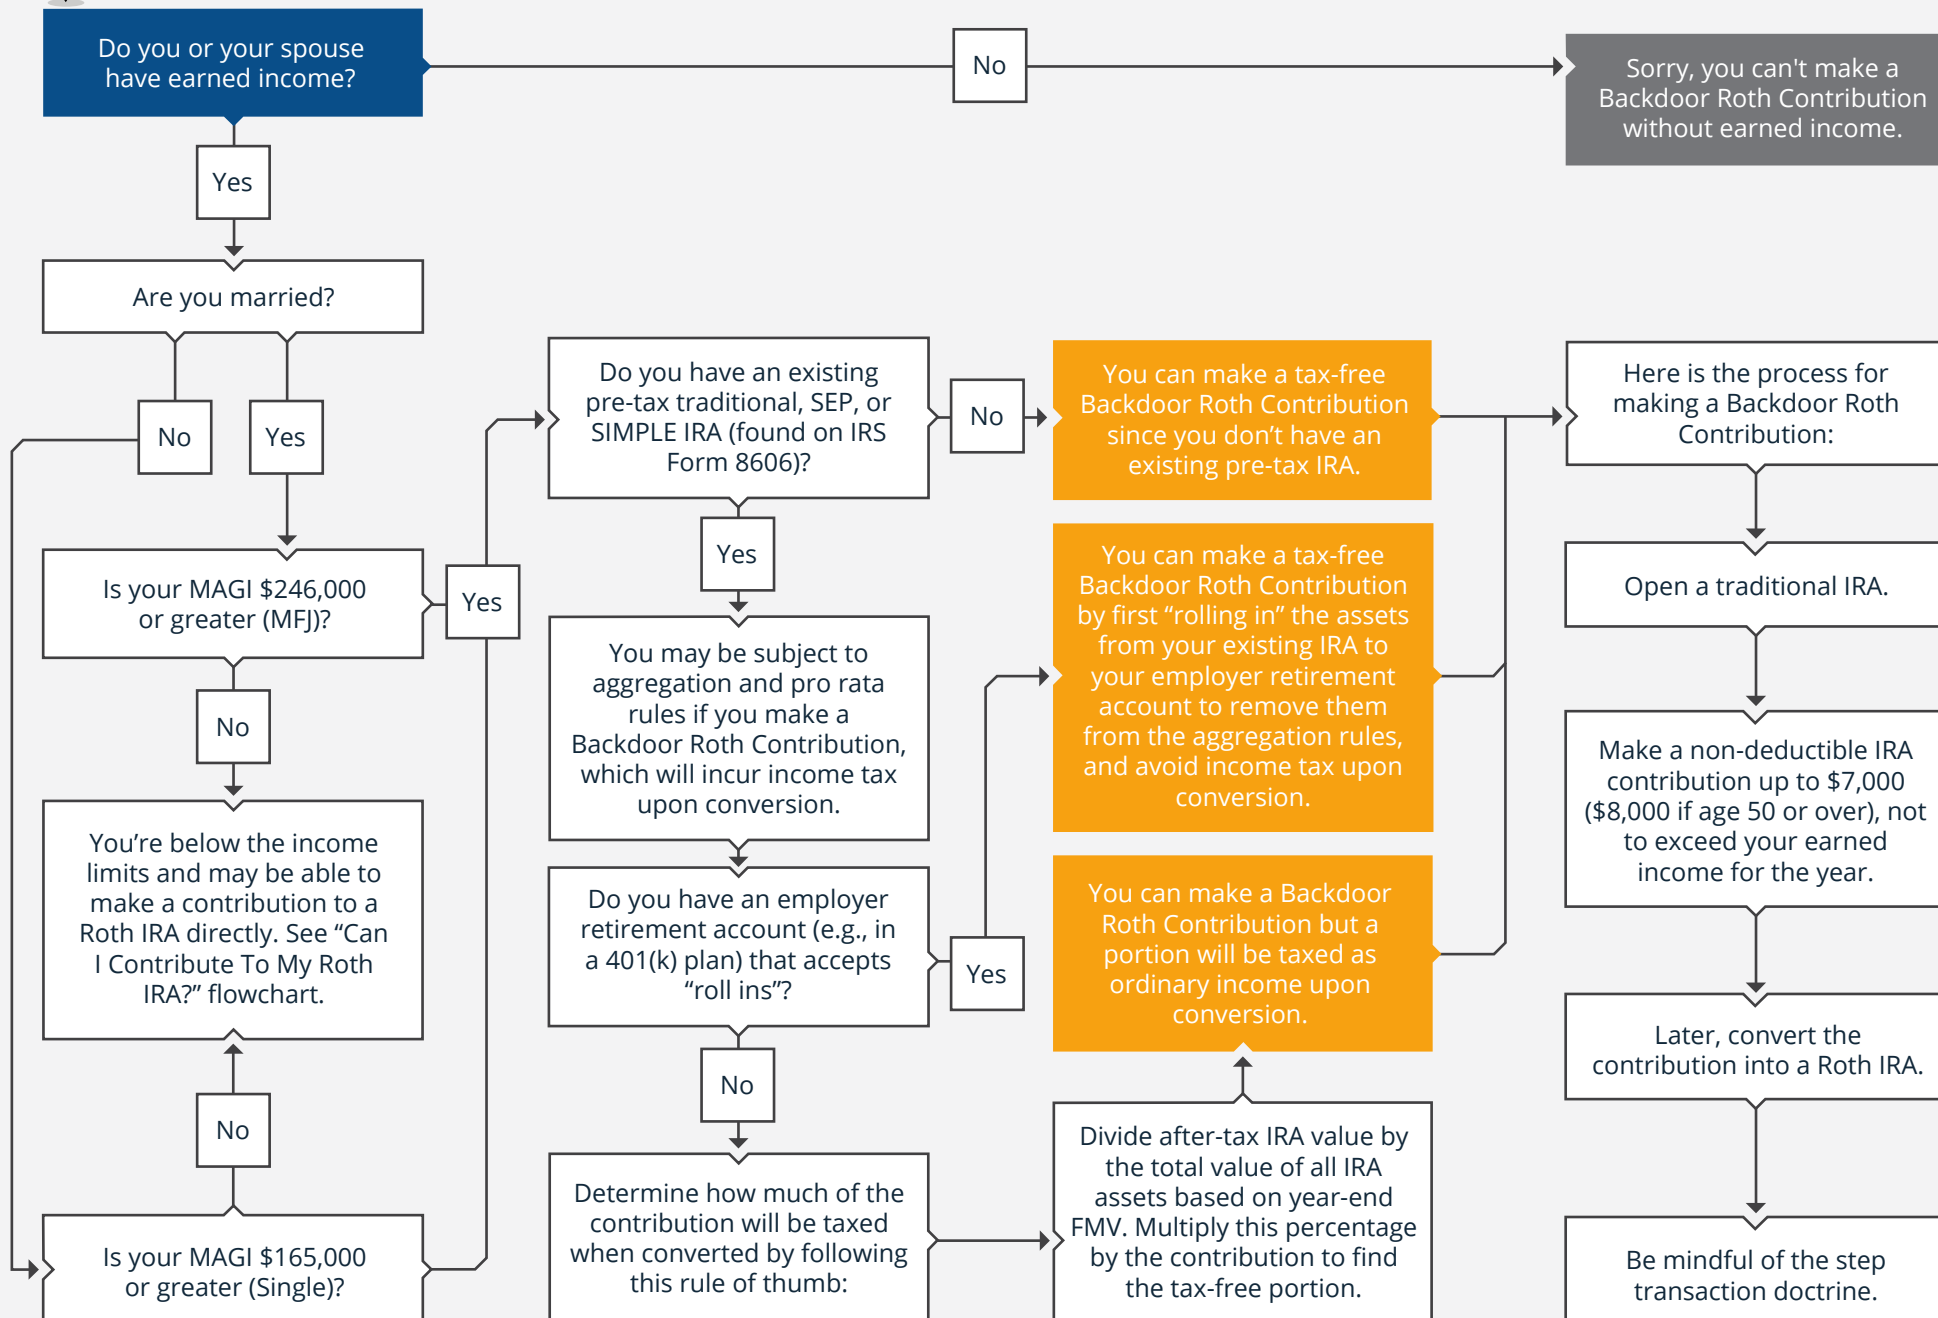 Do you or your spouse
have earned income?
No
Sorry, you can't make a
Backdoor Roth Contribution
without earned income.
Yes
Are you married?
No
Yes
Is your MAGI $246,000
or greater (MFJ)?
Yes
No
You’re below the income
limits and may be able to
make a contribution to a
Roth IRA directly. See “Can
I Contribute To My Roth
IRA?” flowchart.
No
Is your MAGI $165,000
or greater (Single)?
Do you have an existing
pre-tax traditional, SEP, or
SIMPLE IRA (found on IRS
Form 8606)?
No
Yes
You may be subject to
aggregation and pro rata
rules if you make a
Backdoor Roth Contribution,
which will incur income tax
upon conversion.
Do you have an employer
retirement account (e.g., in
a 401(k) plan) that accepts
“roll ins”?
Yes
No
Determine how much of the
contribution will be taxed
when converted by following
this rule of thumb:
You can make a tax-free
Backdoor Roth Contribution
since you don’t have an
existing pre-tax IRA.
You can make a tax-free
Backdoor Roth Contribution
by first “rolling in” the assets
from your existing IRA to
your employer retirement
account to remove them
from the aggregation rules,
and avoid income tax upon
conversion.
You can make a Backdoor
Roth Contribution but a
portion will be taxed as
ordinary income upon
conversion.
Divide after-tax IRA value by
the total value of all IRA
assets based on year-end
FMV. Multiply this percentage
by the contribution to find
the tax-free portion.
Here is the process for
making a Backdoor Roth
Contribution:
Open a traditional IRA.
Make a non-deductible IRA
contribution up to $7,000
($8,000 if age 50 or over), not
to exceed your earned
income for the year.
Later, convert the
contribution into a Roth IRA.
Be mindful of the step
transaction doctrine.